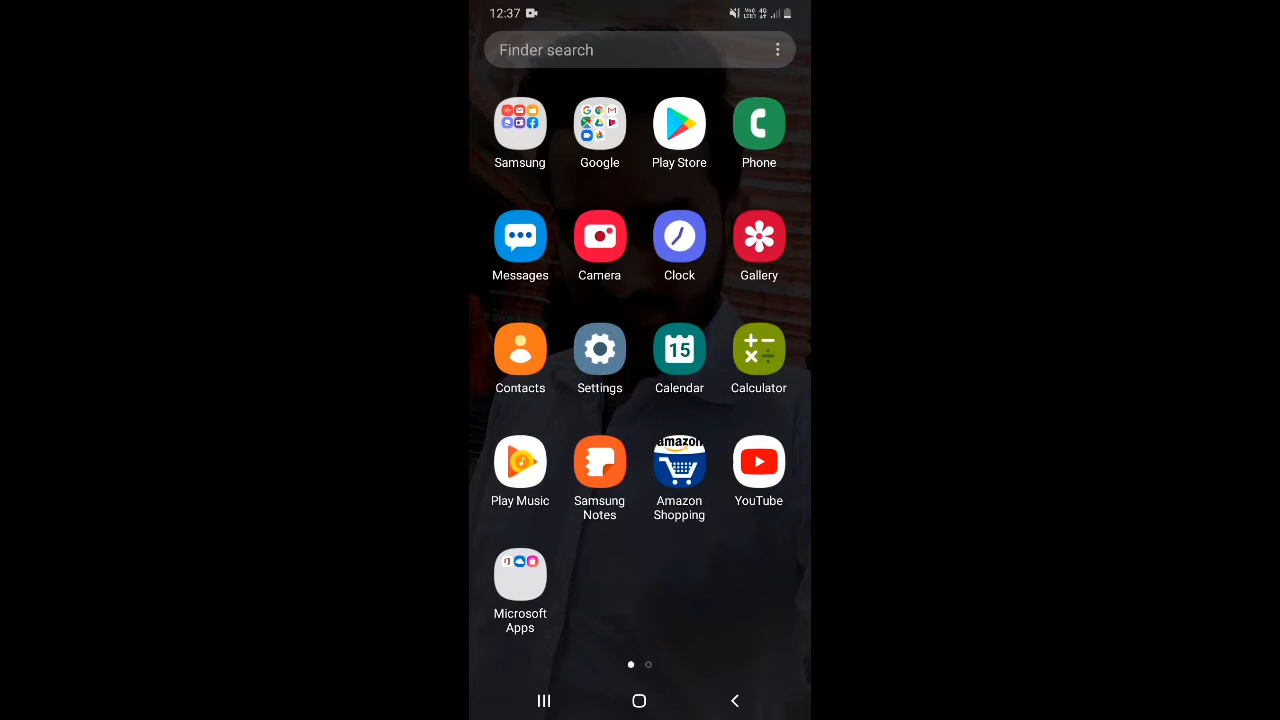 12:37
Finder search
Samsung
Google
Play Store
Phone
Messages
Camera
Clock
Gallery
15
Contacts
Settings
Calendar
Calculator
amazon
Play Music
Samsung
Notes
Amazon
Shopping
YouTube
Microsoft
Apps